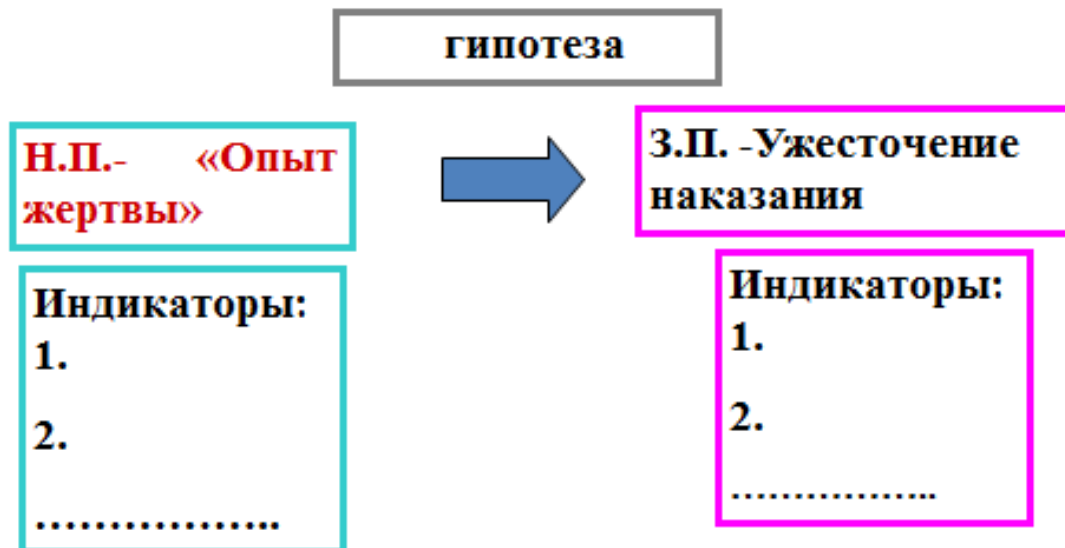 гипотеза
Н.П.- «Опыт
жертвы»
З.П. -Ужесточение
наказания
Индикаторы:
1.
2.
……………..
Индикаторы:
1.
2.
……………..